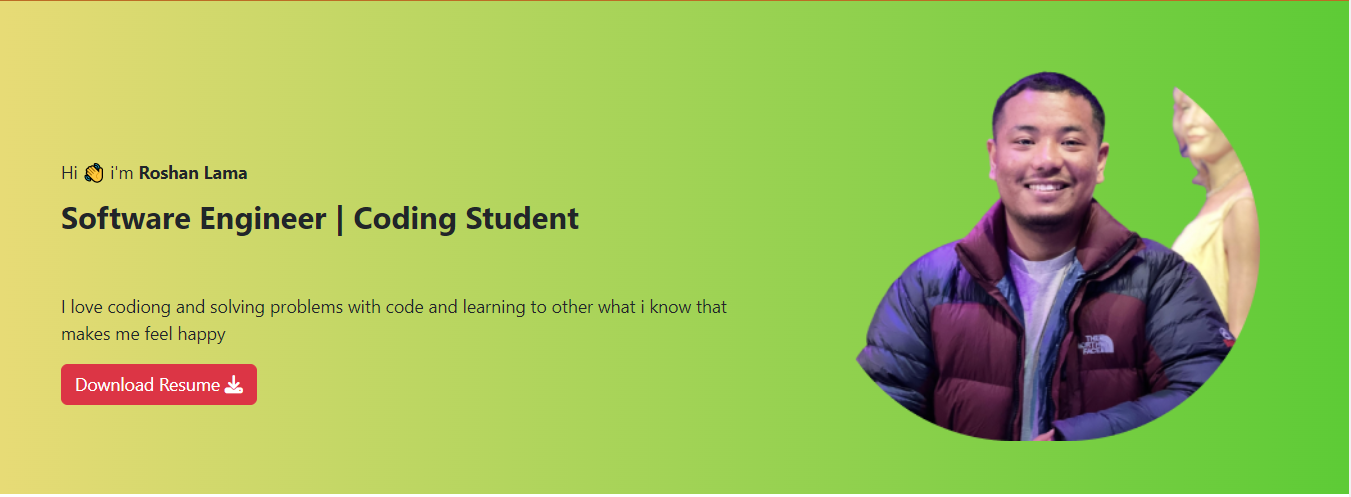 Hi 👋 i'm Roshan Lama
Software Engineer | Coding Student
I love codiong and solving problems with code and learning to other what i know that
makes me feel happy
Download Resume
THE
NORTH
FACE